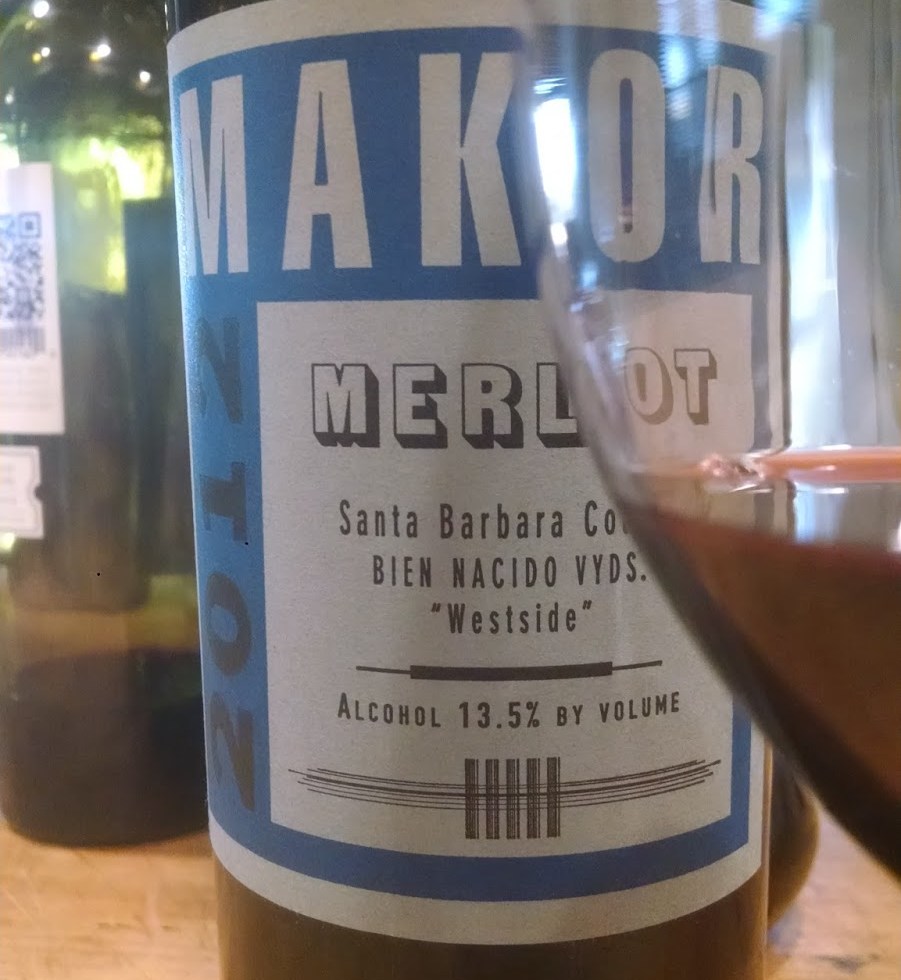 MAKOR
2012
MERLOT
Santa Barbara Co
BIEN NACIDO VYDS.
"Westside"
ALCOHOL 13.5% BY VOLUME